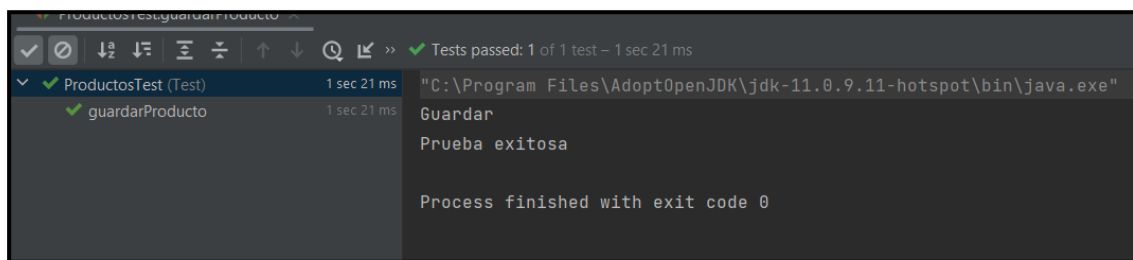 ProductosTest.guardarProducto
Tests passed: 1 of 1 test – 1 sec 21 ms
ProductosTest (Test) 1 sec 21 ms
guardarProducto 1 sec 21 ms
"C:\Program Files\AdoptOpenJDK\jdk-11.0.9.11-hotspot\bin\java.exe"
Guardar
Prueba exitosa
Process finished with exit code 0